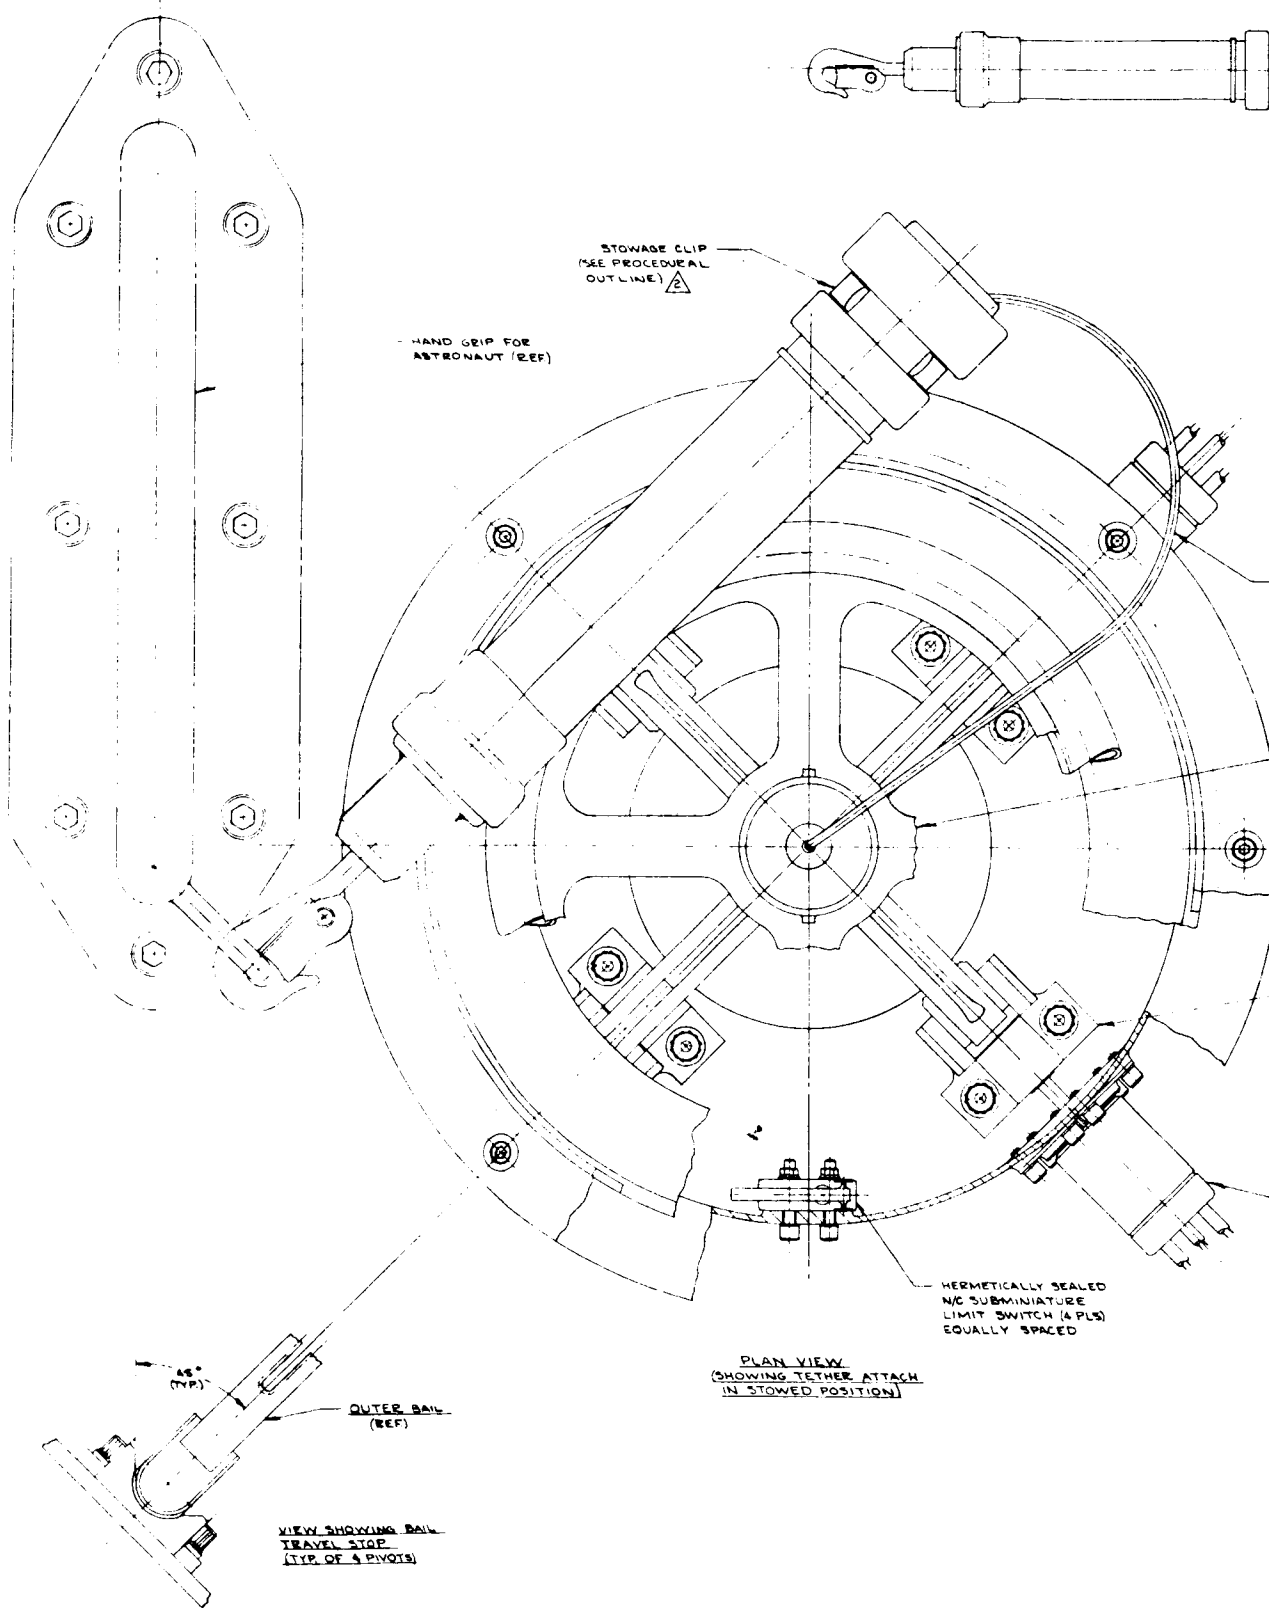 STOWAGE CLIP
(SEE PROCEDURAL
OUTLINE) 2
HAND GRIP FOR
ASTRONAUT (REF)
HERMETICALLY SEALED
N/C SUBMINIATURE
LIMIT SWITCH (4 PLS)
EQUALLY SPACED
PLAN VIEW
(SHOWING TETHER ATTACH
IN STOWED POSITION)
45°
(TYP.)
OUTER BAIL
(REF)
VIEW SHOWING BAIL
TRAVEL STOP
(TYP. OF 4 PIVOTS)